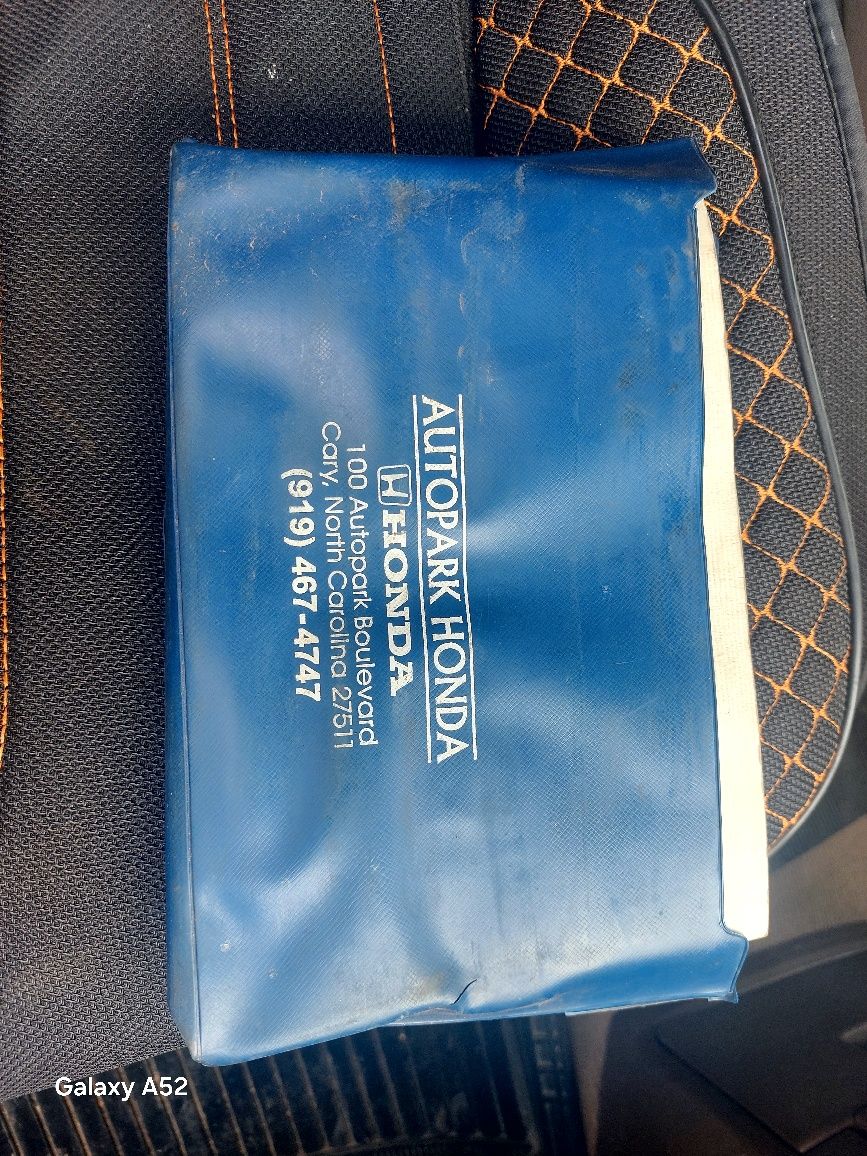 AUTOPARK HONDA
H HONDA
100 Autopark Boulevard
Cary, North Carolina 27511
(919) 467-4747
Galaxy A52